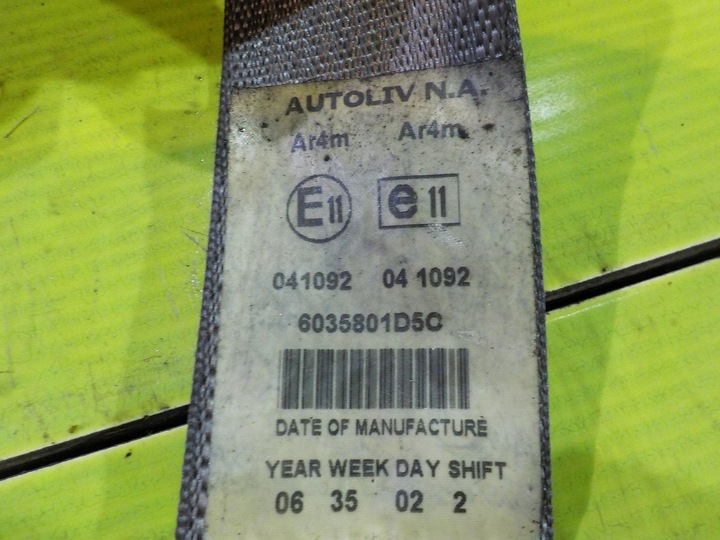 AUTOLIV N.A.
Ar4m Ar4m
E11 e11
041092 04 1092
6035801D5C
DATE OF MANUFACTURE
YEAR WEEK DAY SHIFT
06 35 02 2